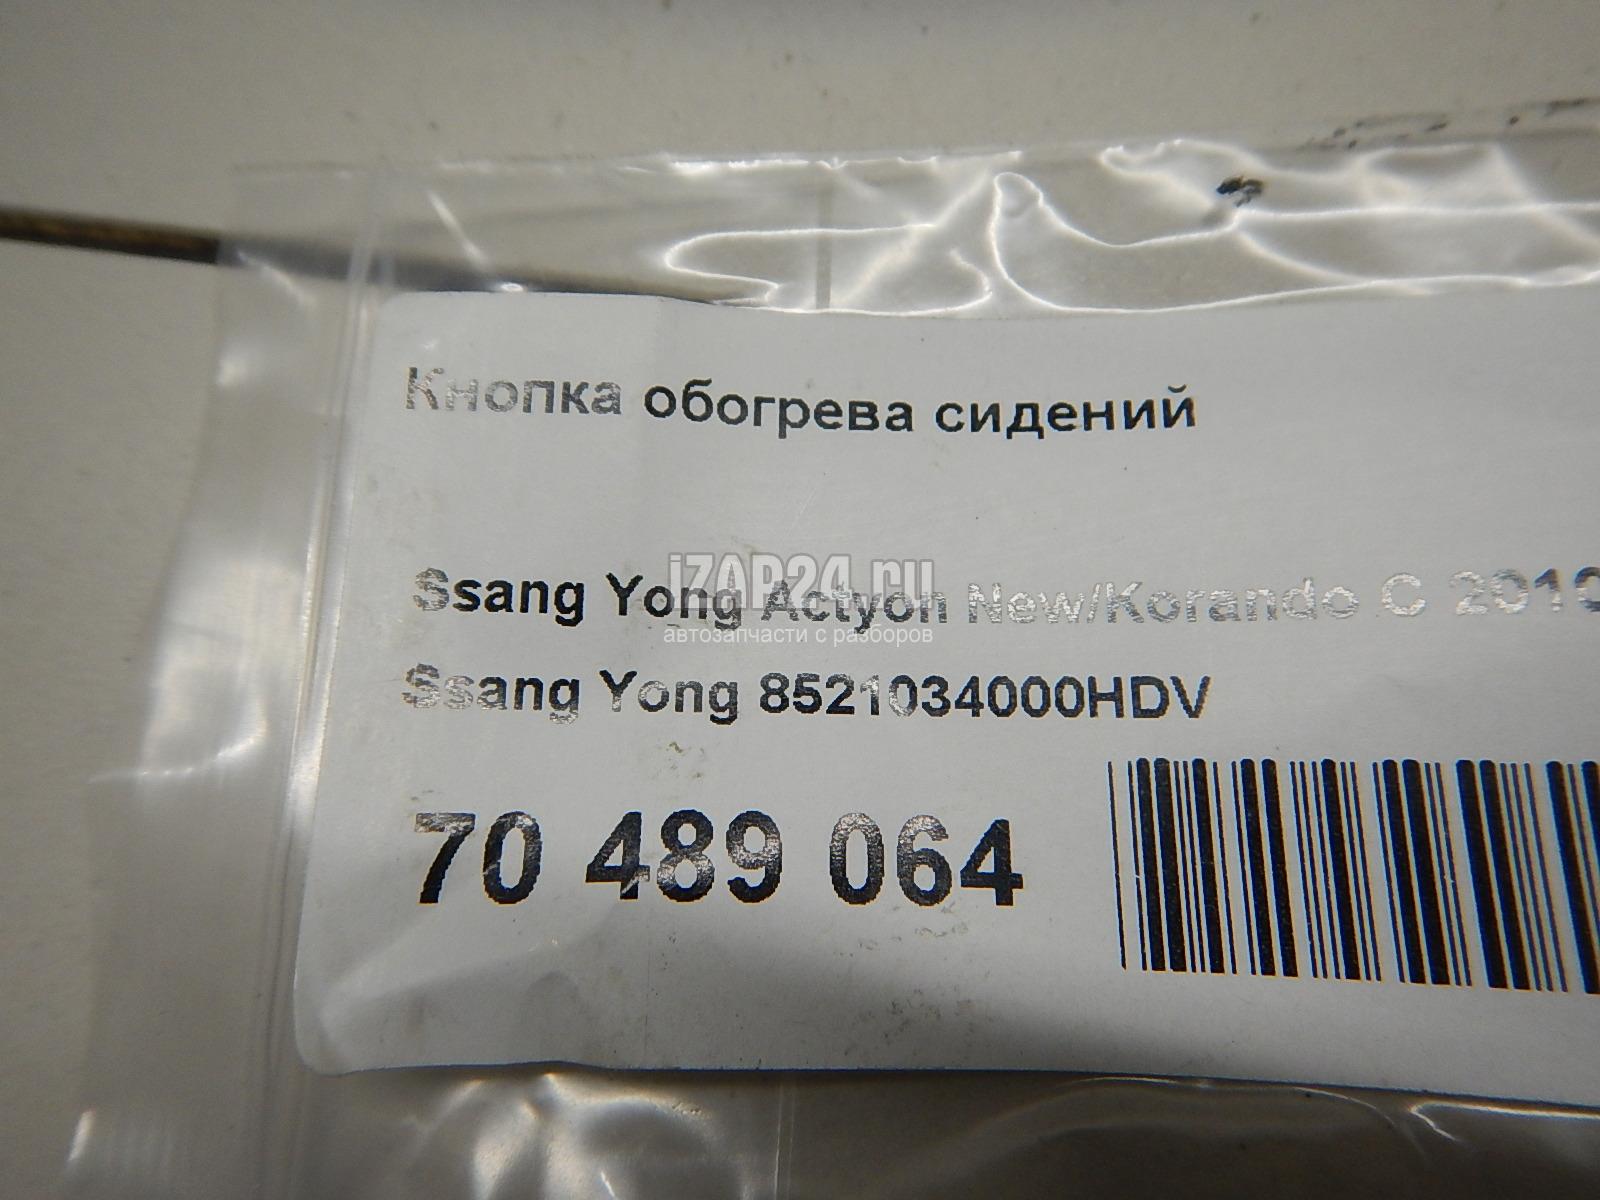 Кнопка обогрева сидений
iZAP24.ru
Ssang Yong Actyon New/Korando C 2010
автозапчасти с разборов
Ssang Yong 8521034000HDV
70 489 064